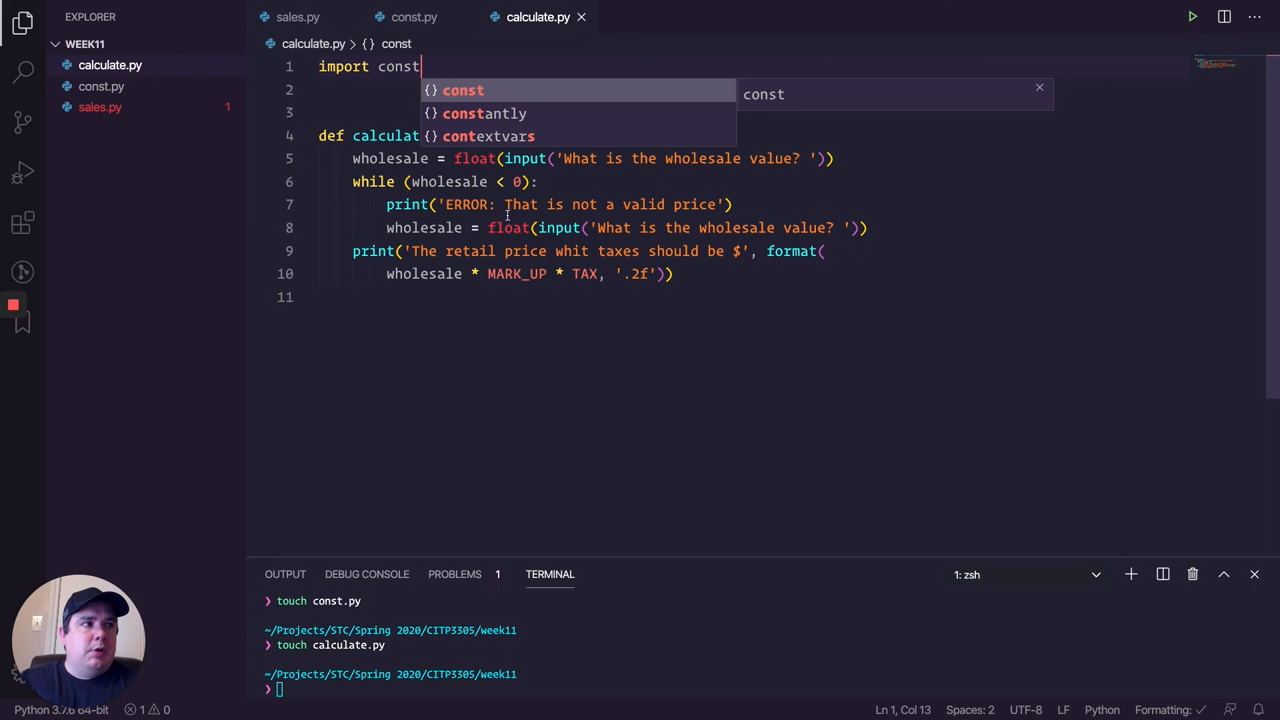 EXPLORER
sales.py
const.py
calculate.py
WEEK11
calculate.py
const.py
sales.py 1
calculate.py > {} const
1 import const
{} const
{} constantly
{} contextvars
const
2
3
4 def calculat
5 wholesale = float(input('What is the wholesale value? '))
6 while (wholesale < 0):
7 print('ERROR: That is not a valid price')
8 wholesale = float(input('What is the wholesale value? '))
9 print('The retail price whit taxes should be $', format(
10 wholesale * MARK_UP * TAX, '.2f'))
11
OUTPUT DEBUG CONSOLE PROBLEMS 1 TERMINAL 1: zsh
❯ touch const.py
~/Projects/STC/Spring 2020/CITP3305/week11
❯ touch calculate.py
~/Projects/STC/Spring 2020/CITP3305/week11
❯
Python 3.7.6 64-bit 1 0 Ln 1, Col 13 Spaces: 2 UTF-8 LF Python Formatting: ✓